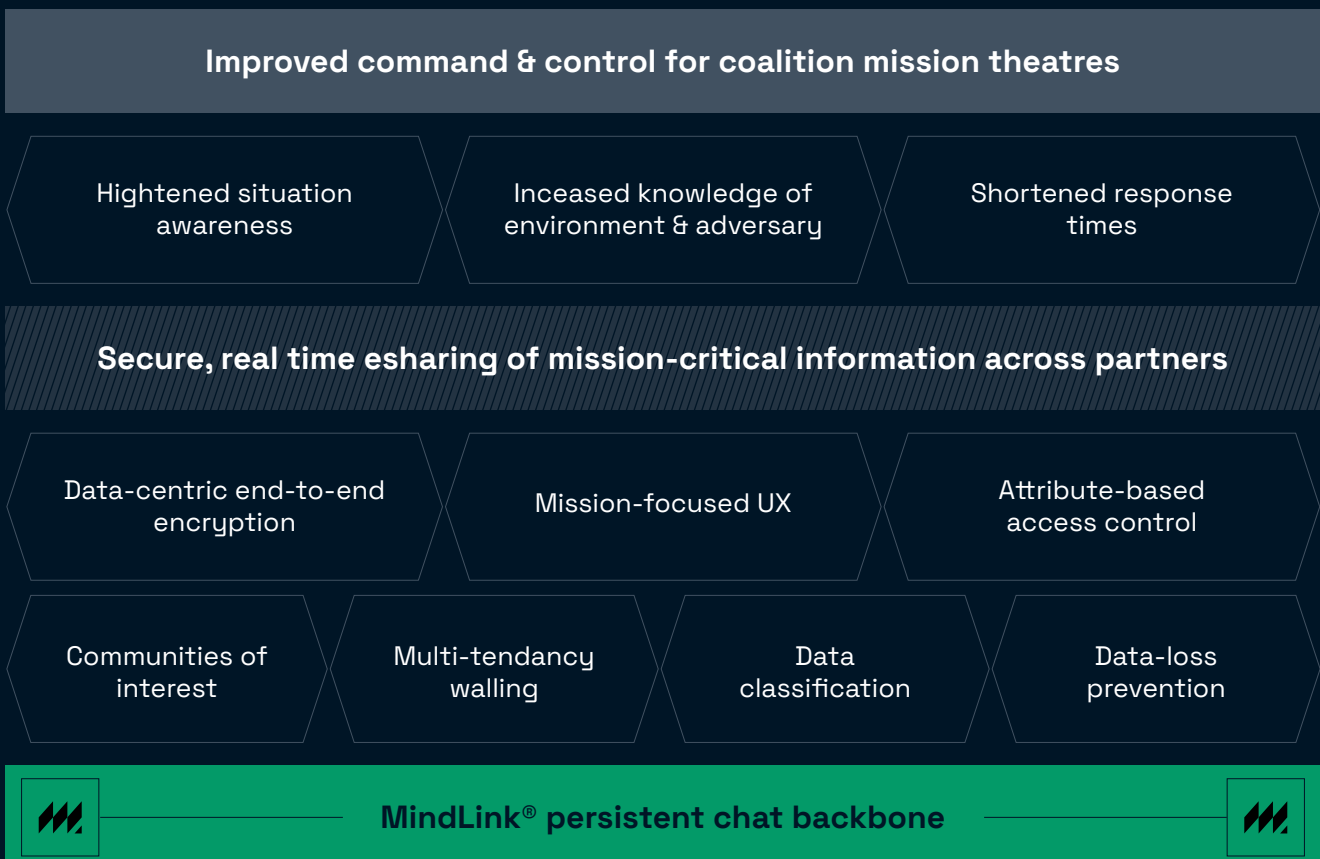 Improved command & control for coalition mission theatres
Hightened situation
awareness
Inceased knowledge of
environment & adversary
Shortened response
times
Secure, real time esharing of mission-critical information across partners
Data-centric end-to-end
encryption
Mission-focused UX
Attribute-based
access control
Communities of
interest
Multi-tendancy
walling
Data
classification
Data-loss
prevention
MindLink® persistent chat backbone